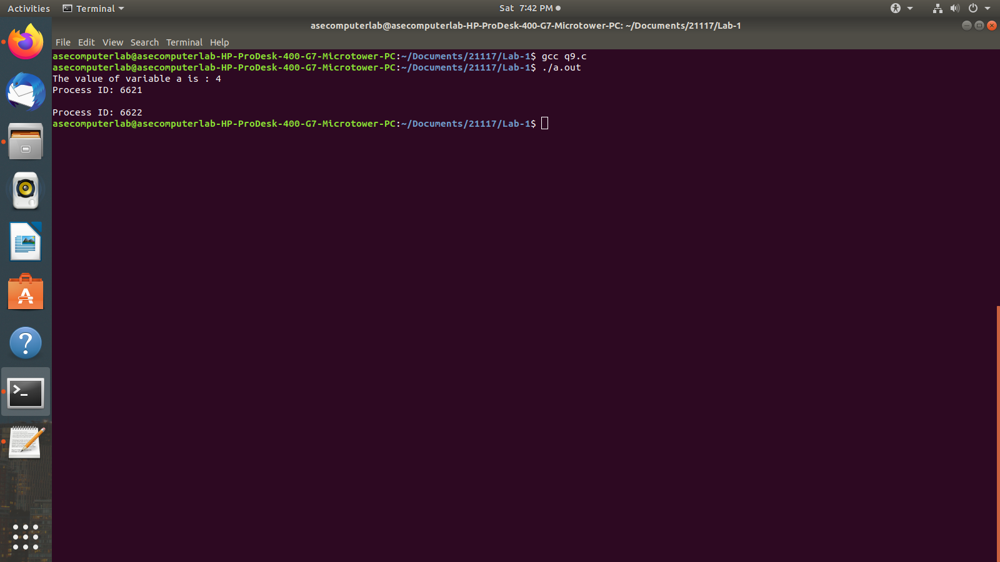 Activities Terminal Sat 7:42 PM
asecomputerlab@asecomputerlab-HP-ProDesk-400-G7-Microtower-PC: ~/Documents/21117/Lab-1
File Edit View Search Terminal Help
asecomputerlab@asecomputerlab-HP-ProDesk-400-G7-Microtower-PC:~/Documents/21117/Lab-1$ gcc q9.c
asecomputerlab@asecomputerlab-HP-ProDesk-400-G7-Microtower-PC:~/Documents/21117/Lab-1$ ./a.out
The value of variable a is : 4
Process ID: 6621
Process ID: 6622
asecomputerlab@asecomputerlab-HP-ProDesk-400-G7-Microtower-PC:~/Documents/21117/Lab-1$